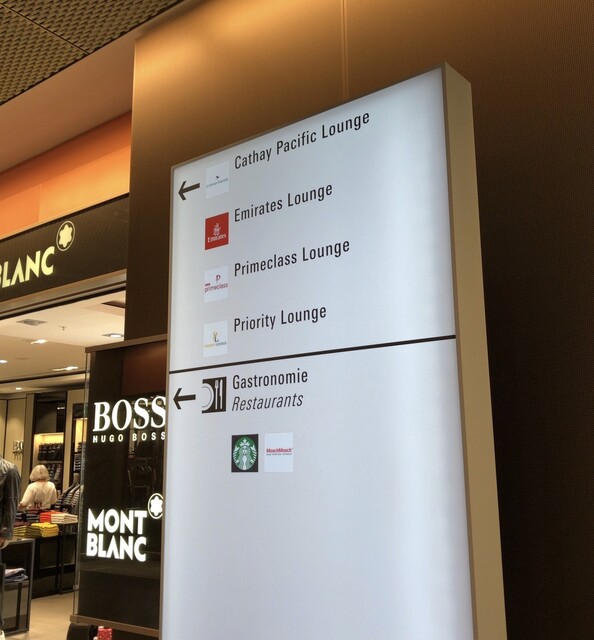 Cathay Pacific Lounge
Emirates Lounge
Emirates
Primeclass Lounge
primeclass
Priority Lounge
Gastronomie
Restaurants
MoschMosch
BLANC
BOSS
HUGO BOSS
MONT
BLANC